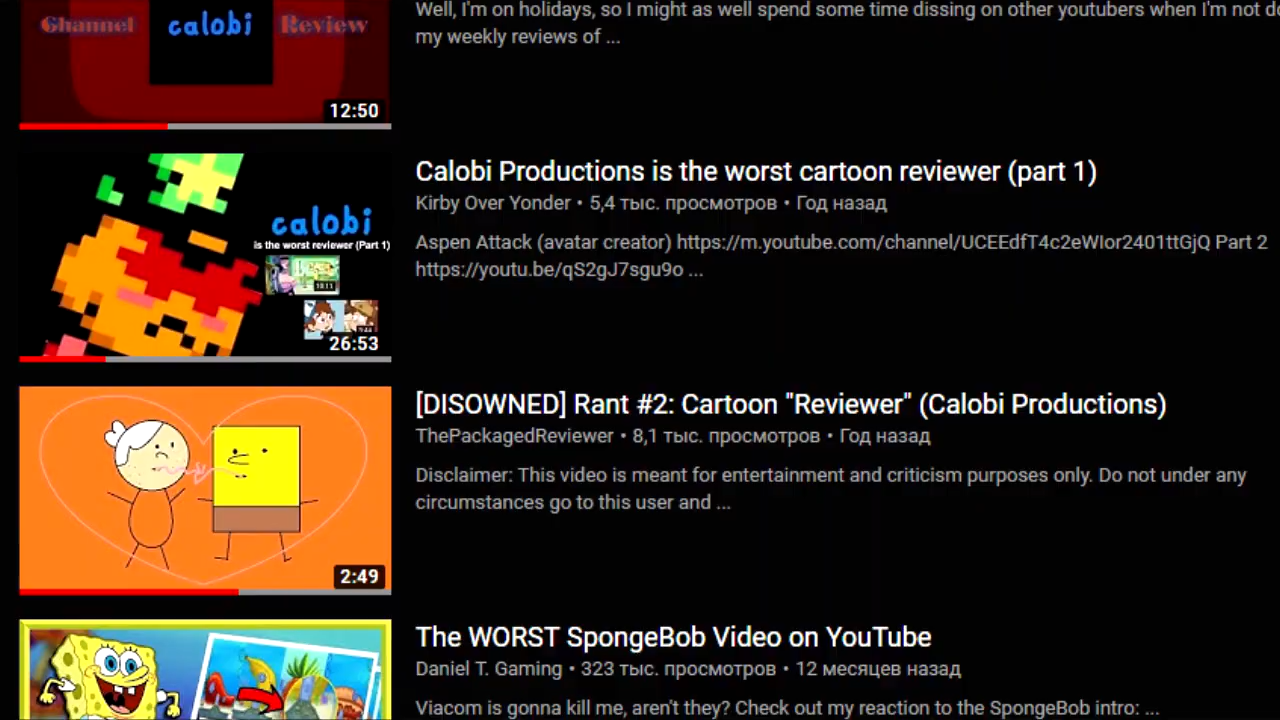 Channel calobi Review
12:50
Well, I'm on holidays, so I might as well spend some time dissing on other youtubers when I'm not
my weekly reviews of ...
calobi
is the worst reviewer (Part 1)
26:53
Calobi Productions is the worst cartoon reviewer (part 1)
Kirby Over Yonder • 5,4 тыс. просмотров • Год назад
Aspen Attack (avatar creator) https://m.youtube.com/channel/UCEEdfT4c2eWIor2401ttGjQ Part 2
https://youtu.be/qS2gJ7sgu9o ...
2:49
[DISOWNED] Rant #2: Cartoon "Reviewer" (Calobi Productions)
ThePackagedReviewer • 8,1 тыс. просмотров • Год назад
Disclaimer: This video is meant for entertainment and criticism purposes only. Do not under any
circumstances go to this user and ...
The WORST SpongeBob Video on YouTube
Daniel T. Gaming • 323 тыс. просмотров • 12 месяцев назад
Viacom is gonna kill me, aren't they? Check out my reaction to the SpongeBob intro: ...